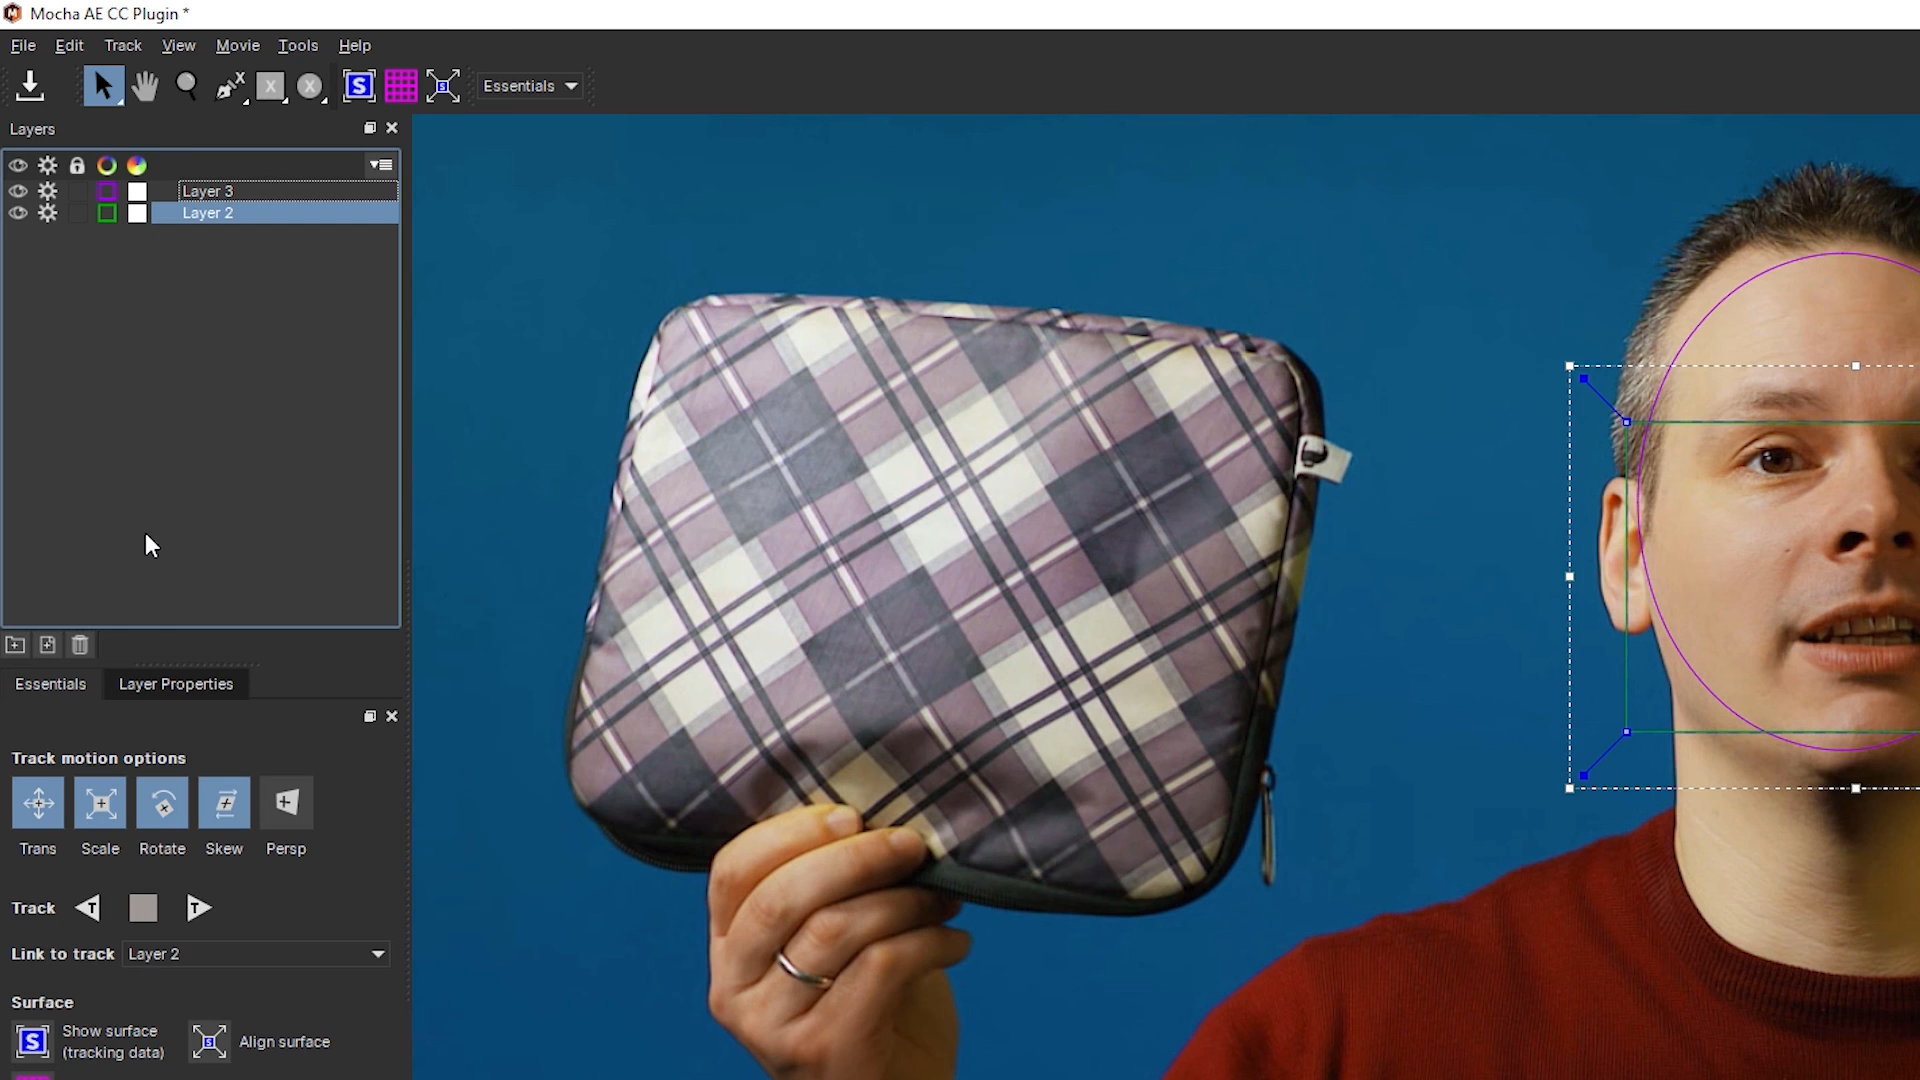 Mocha AE CC Plugin *
File Edit Track View Movie Tools Help
Essentials
Layers
Layer 3
Layer 2
Essentials Layer Properties
Track motion options
Trans Scale Rotate Skew Persp
Track
Link to track Layer 2
Surface
Show surface
(tracking data)
Align surface